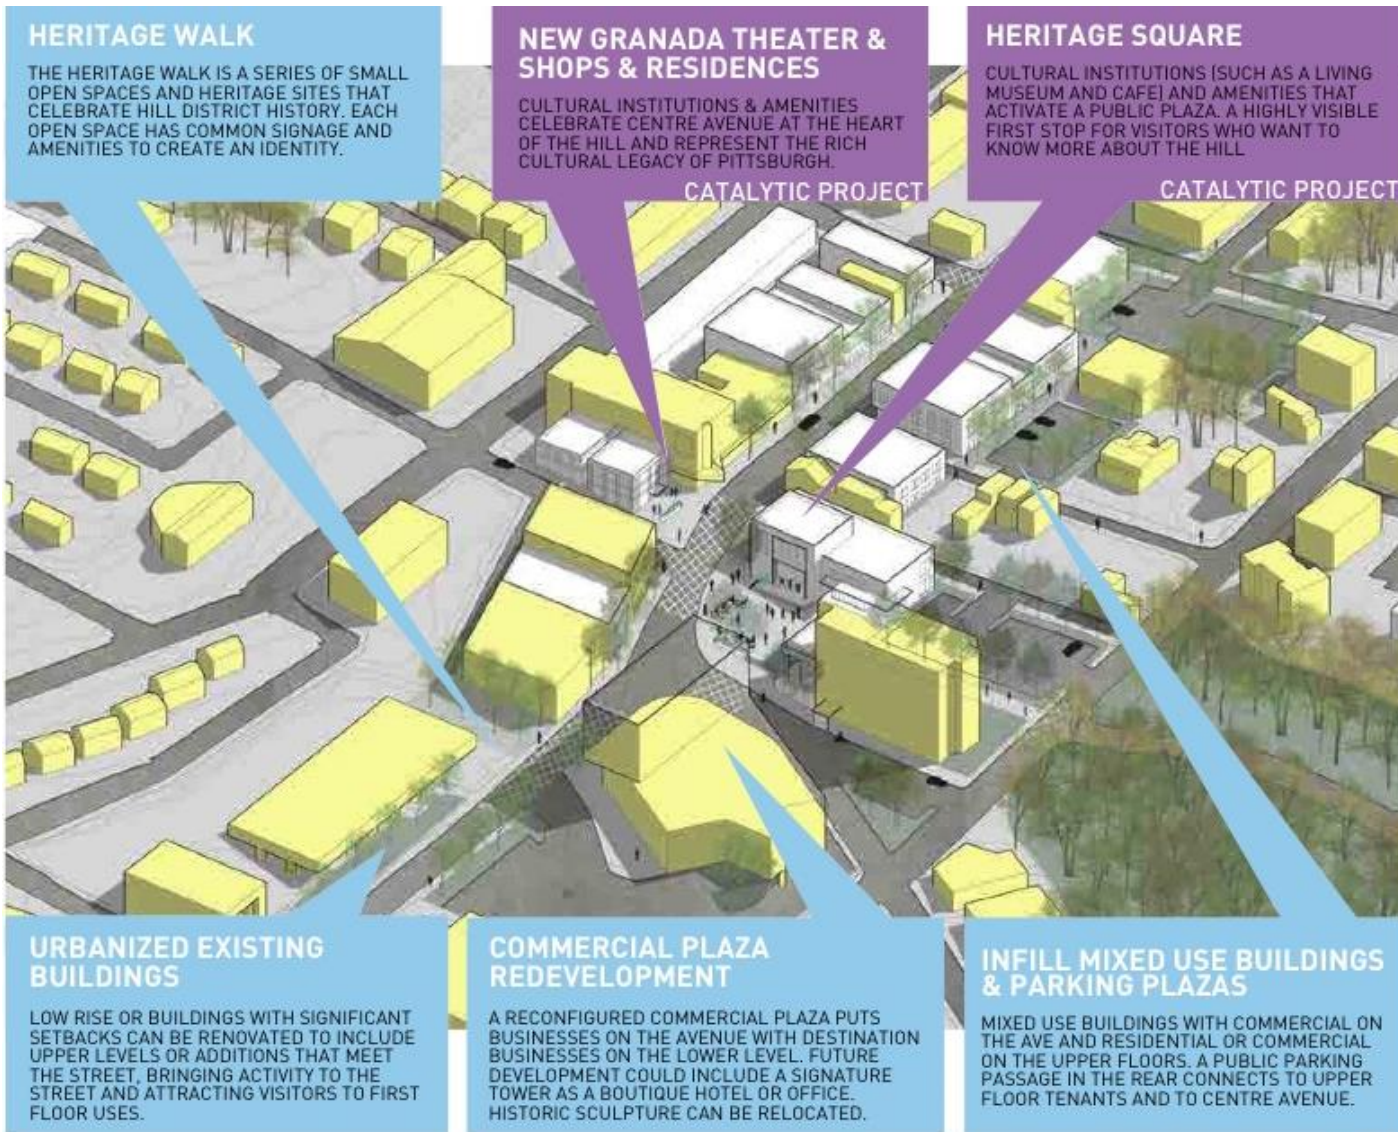 HERITAGE WALK
THE HERITAGE WALK IS A SERIES OF SMALL
OPEN SPACES AND HERITAGE SITES THAT
CELEBRATE HILL DISTRICT HISTORY. EACH
OPEN SPACE HAS COMMON SIGNAGE AND
AMENITIES TO CREATE AN IDENTITY.
NEW GRANADA THEATER &
SHOPS & RESIDENCES
CULTURAL INSTITUTIONS & AMENITIES
CELEBRATE CENTRE AVENUE AT THE HEART
OF THE HILL AND REPRESENT THE RICH
CULTURAL LEGACY OF PITTSBURGH.
CATALYTIC PROJECT
HERITAGE SQUARE
CULTURAL INSTITUTIONS (SUCH AS A LIVING
MUSEUM AND CAFE) AND AMENITIES THAT
ACTIVATE A PUBLIC PLAZA. A HIGHLY VISIBLE
FIRST STOP FOR VISITORS WHO WANT TO
KNOW MORE ABOUT THE HILL
CATALYTIC PROJECT
URBANIZED EXISTING
BUILDINGS
LOW RISE OR BUILDINGS WITH SIGNIFICANT
SETBACKS CAN BE RENOVATED TO INCLUDE
UPPER LEVELS OR ADDITIONS THAT MEET
THE STREET, BRINGING ACTIVITY TO THE
STREET AND ATTRACTING VISITORS TO FIRST
FLOOR USES.
COMMERCIAL PLAZA
REDEVELOPMENT
A RECONFIGURED COMMERCIAL PLAZA PUTS
BUSINESSES ON THE AVENUE WITH DESTINATION
BUSINESSES ON THE LOWER LEVEL. FUTURE
DEVELOPMENT COULD INCLUDE A SIGNATURE
TOWER AS A BOUTIQUE HOTEL OR OFFICE.
HISTORIC SCULPTURE CAN BE RELOCATED.
INFILL MIXED USE BUILDINGS
& PARKING PLAZAS
MIXED USE BUILDINGS WITH COMMERCIAL ON
THE AVE AND RESIDENTIAL OR COMMERCIAL
ON THE UPPER FLOORS. A PUBLIC PARKING
PASSAGE IN THE REAR CONNECTS TO UPPER
FLOOR TENANTS AND TO CENTRE AVENUE.